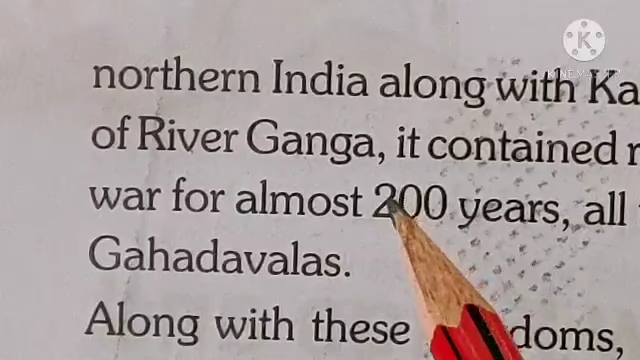 northern India along with Ka
of River Ganga, it contained r
war for almost 200 years, all
Gahadavalas.
Along with these doms,
KINEMASTER